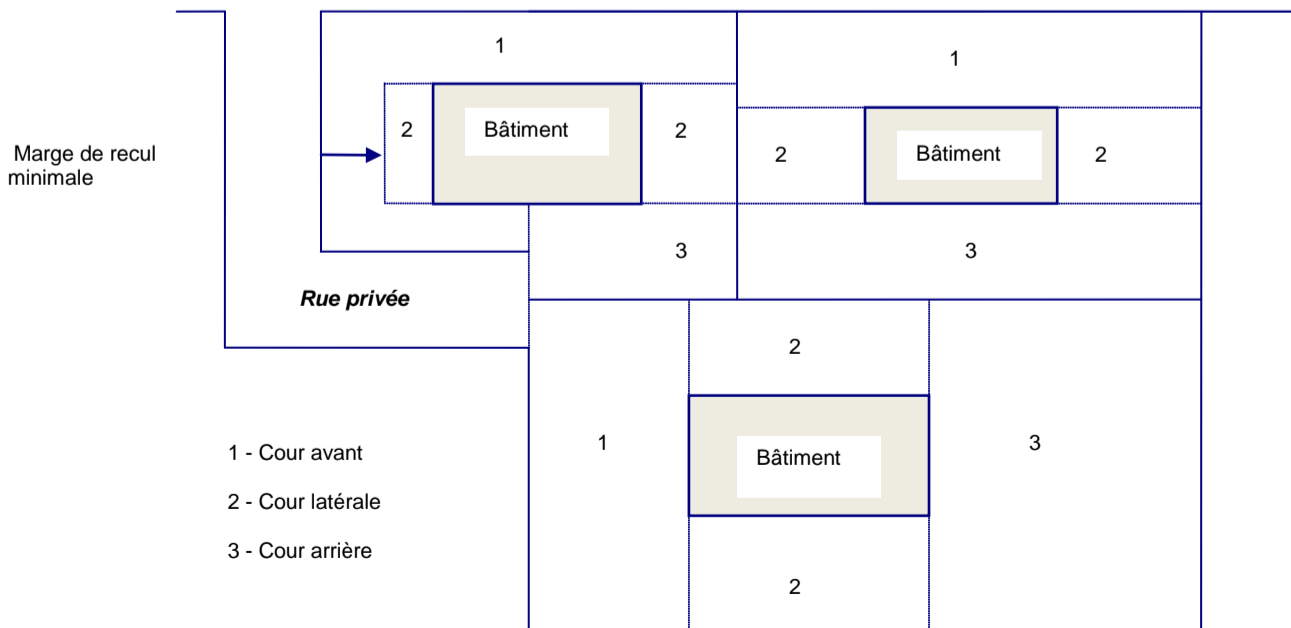 1
1
2
Bâtiment
2
2
Bâtiment
2
Marge de recul
minimale
3
3
Rue privée
2
1 - Cour avant
1
Bâtiment
3
2 - Cour latérale
3 - Cour arrière
2